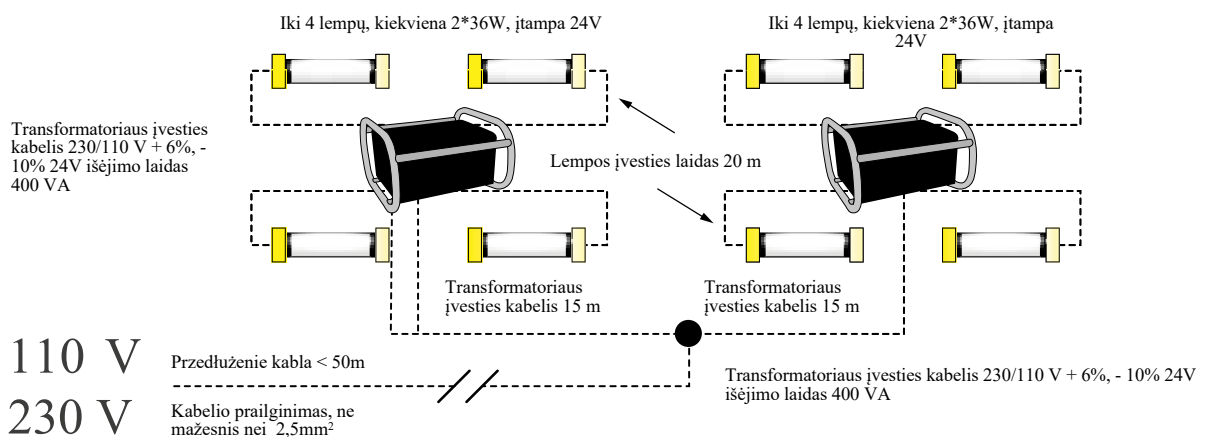 Iki 4 lempų, kiekviena 2*36W, įtampa 24V
Iki 4 lempų, kiekviena 2*36W, įtampa
24V
Transformatoriaus įvesties
kabelis 230/110 V + 6%, -
10% 24V išėjimo laidas
400 VA
Lempos įvesties laidas 20 m
Transformatoriaus
įvesties kabelis 15 m
Transformatoriaus
įvesties kabelis 15 m
110 V
Przedłużenie kabla < 50m
230 V
Kabelio prailginimas, ne
mažesnis nei 2,5mm²
Transformatoriaus įvesties kabelis 230/110 V + 6%, - 10% 24V
išėjimo laidas 400 VA